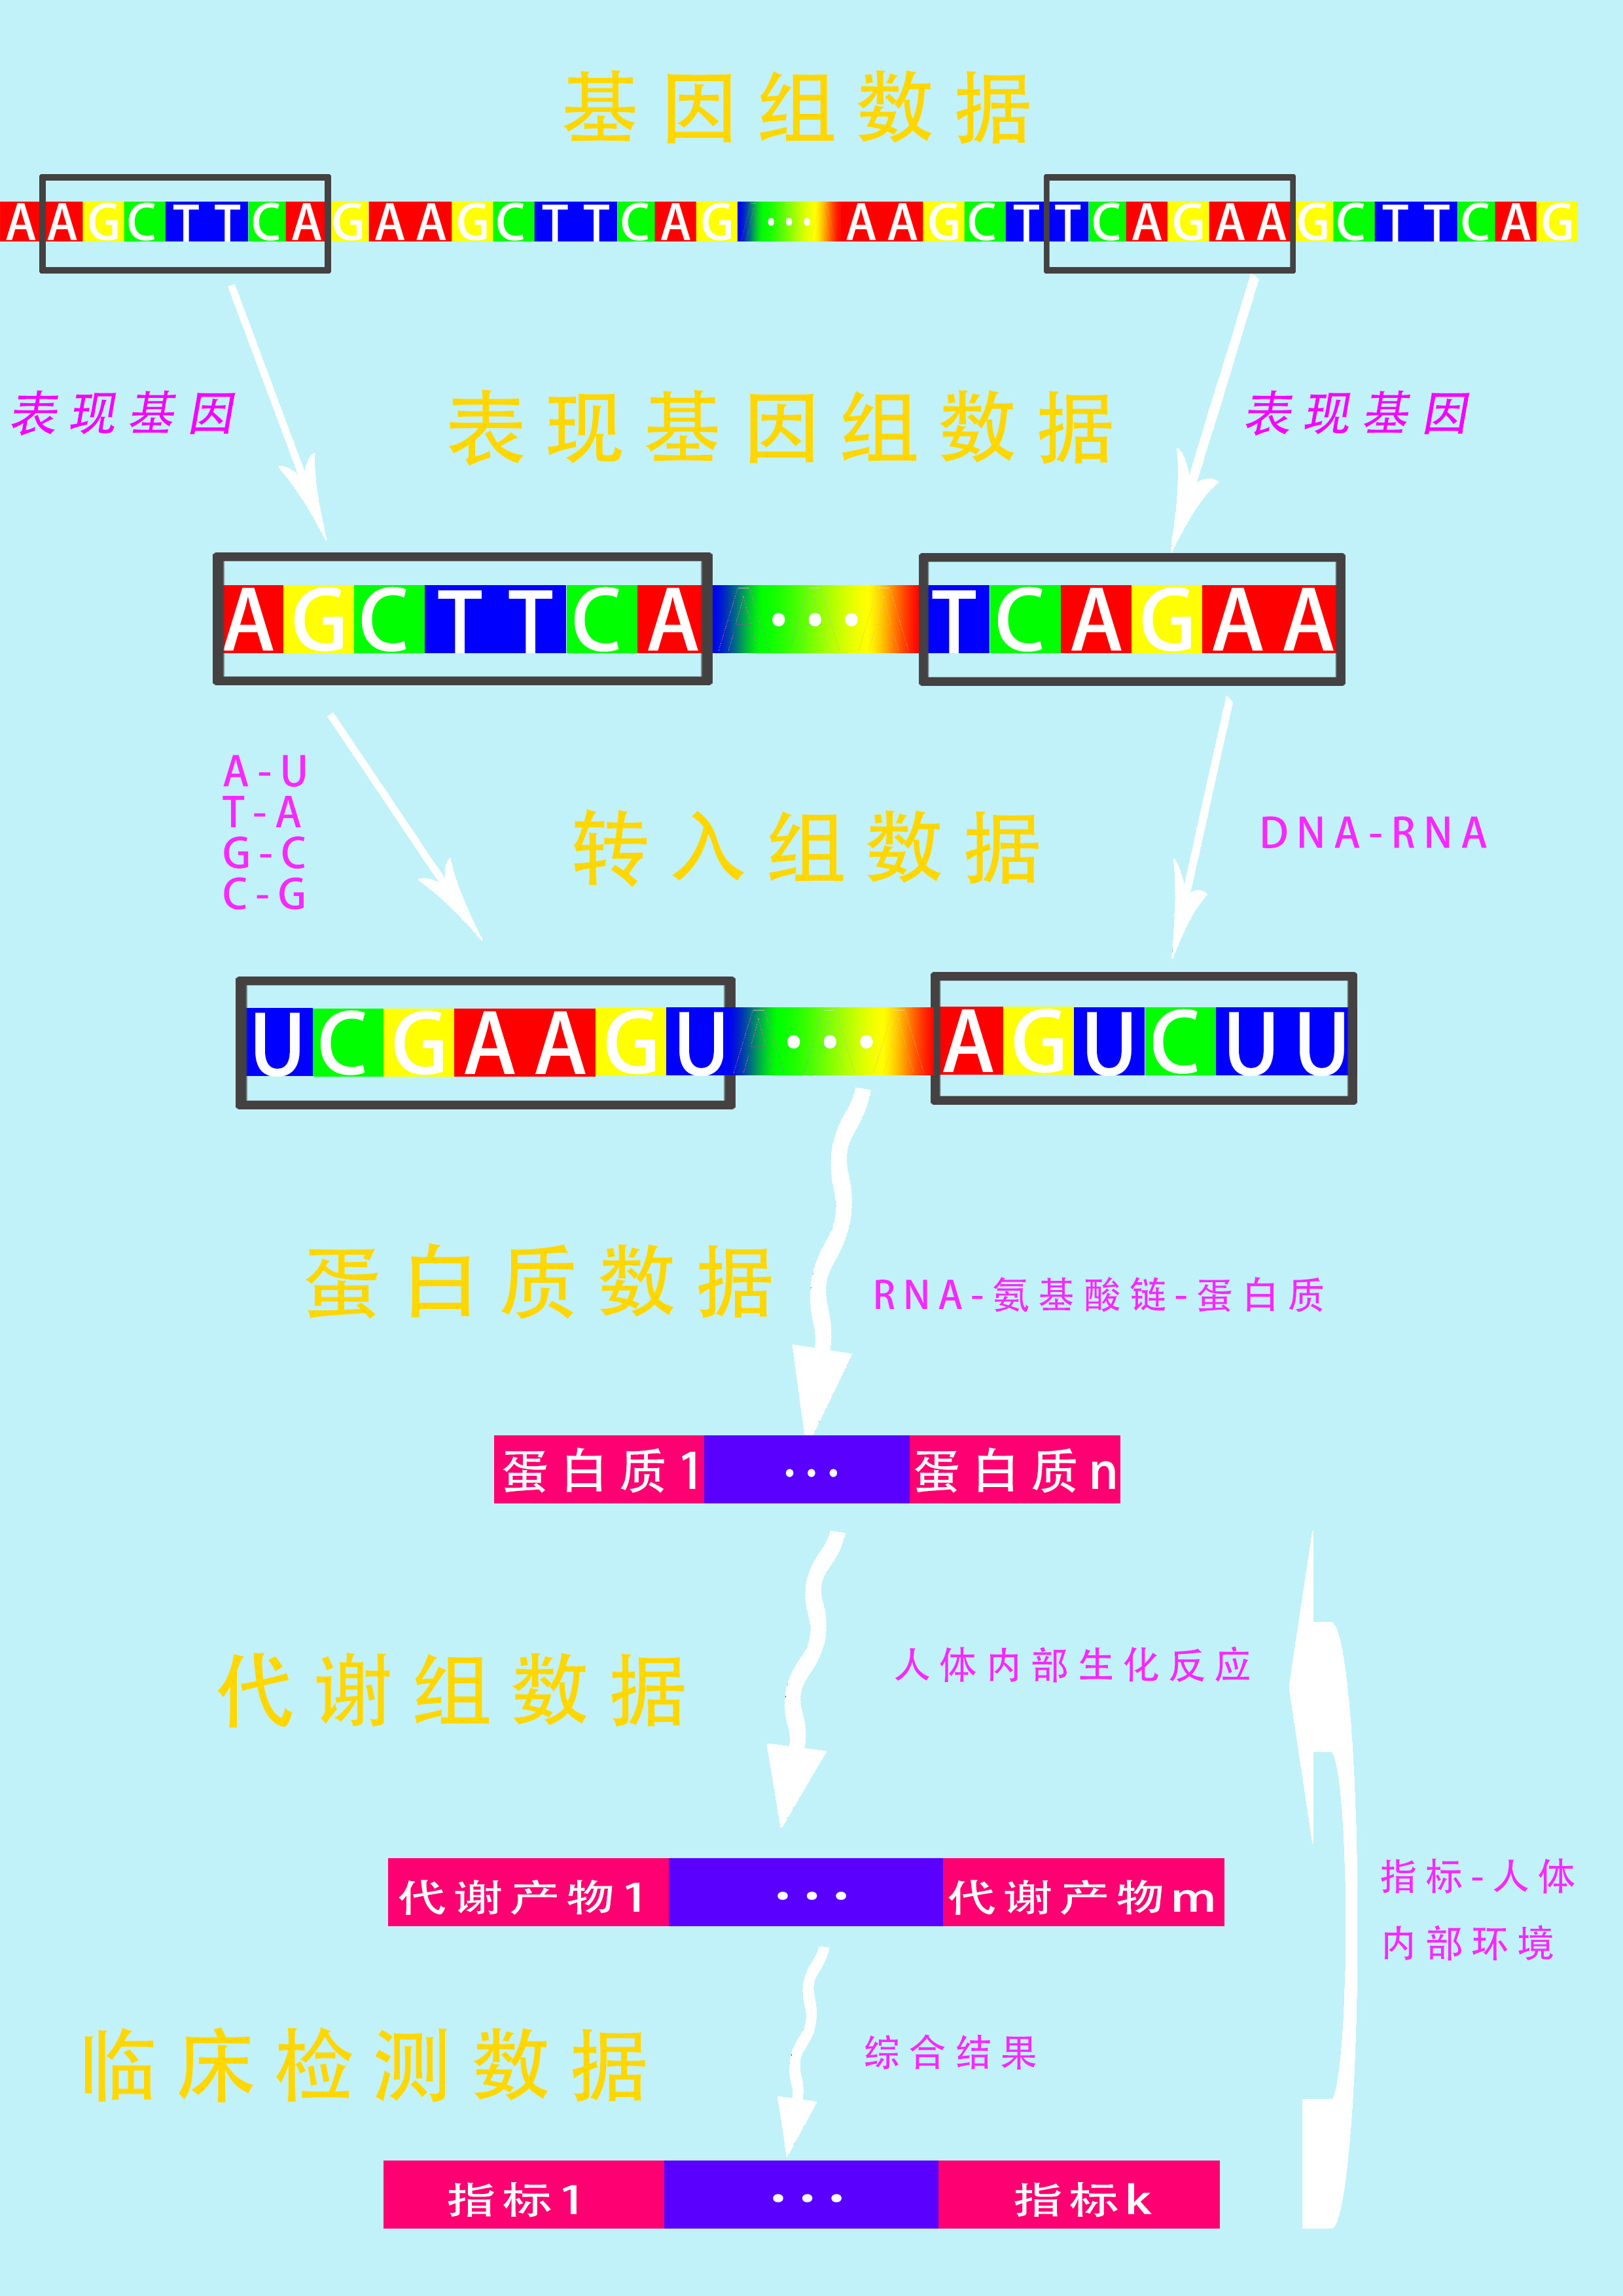 基因组数据
AAGCTTCAGAAGCTTCAG···AAGCTTCAGAAGCTTCAG
表现基因
表现基因组数据
表现基因
AGCTTCA···TCAGAA
A-U
T-A
G-C
C-G
转入组数据
DNA-RNA
UCGAAGU···AGUCUU
蛋白质数据
RNA-氨基酸链-蛋白质
蛋白质1 ··· 蛋白质n
代谢组数据
人体内部生化反应
代谢产物1 ··· 代谢产物m
指标-人体
内部环境
临床检测数据
综合结果
指标1 ··· 指标k